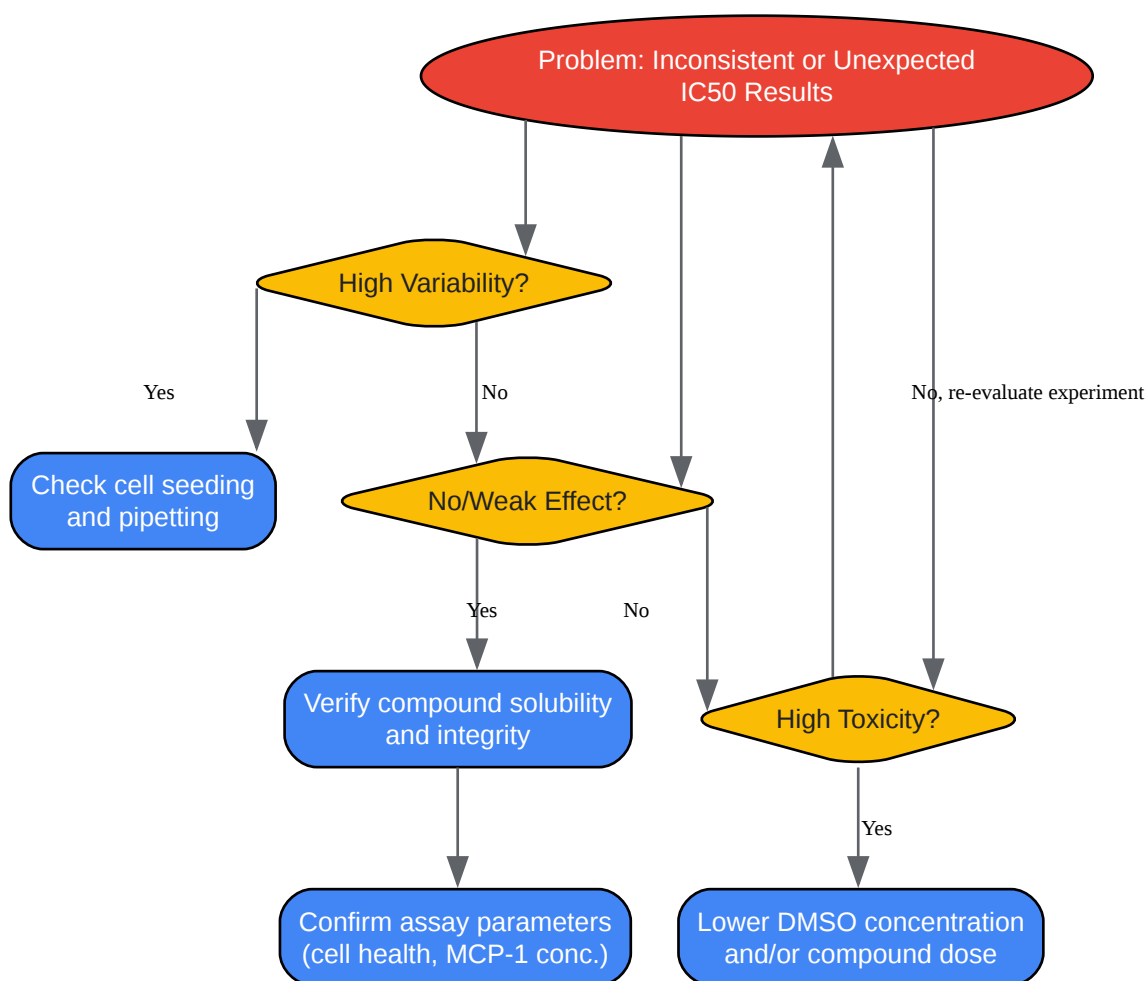 Problem: Inconsistent or Unexpected
IC50 Results
High Variability?
Yes
No
No, re-evaluate experiment
Check cell seeding
and pipetting
No/Weak Effect?
Yes
No
Verify compound solubility
and integrity
High Toxicity?
Yes
Confirm assay parameters
(cell health, MCP-1 conc.)
Lower DMSO concentration
and/or compound dose